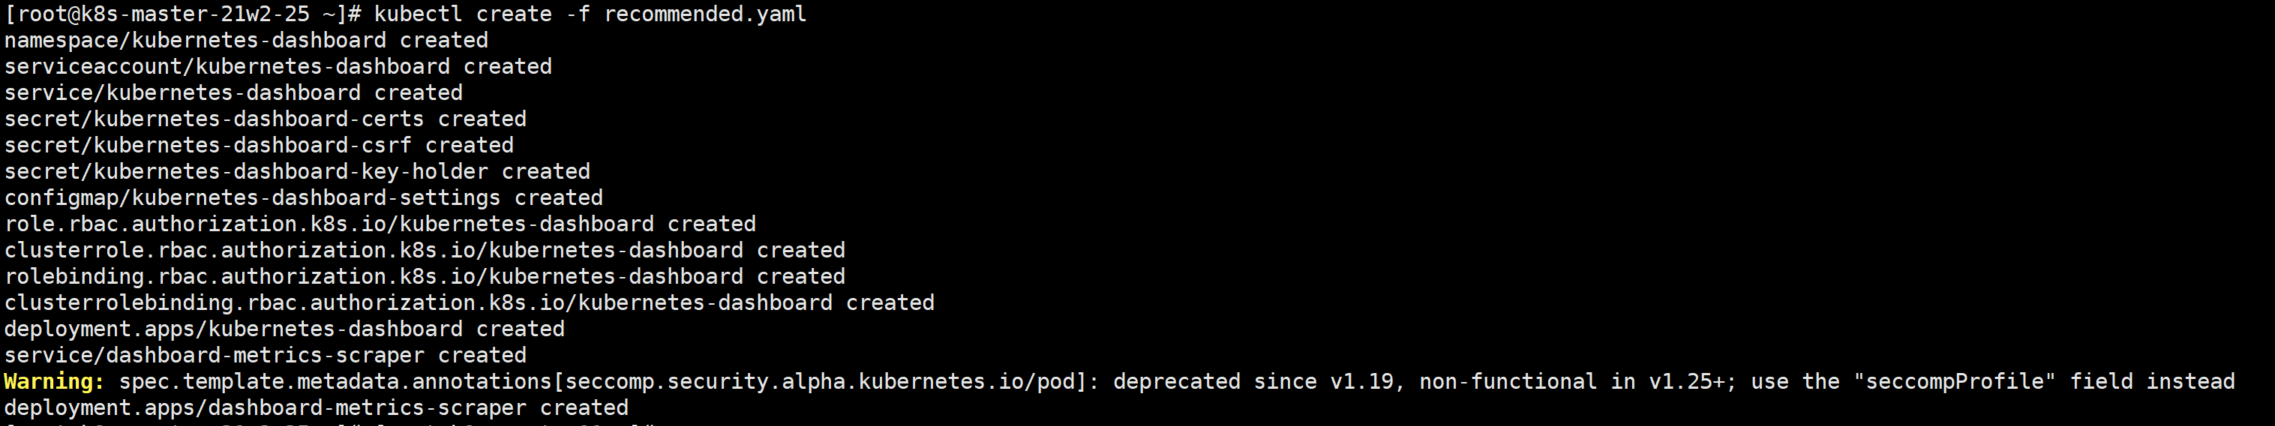 [root@k8s-master-21w2-25 ~]# kubectl create -f recommended.yaml
namespace/kubernetes-dashboard created
serviceaccount/kubernetes-dashboard created
service/kubernetes-dashboard created
secret/kubernetes-dashboard-certs created
secret/kubernetes-dashboard-csrf created
secret/kubernetes-dashboard-key-holder created
configmap/kubernetes-dashboard-settings created
role.rbac.authorization.k8s.io/kubernetes-dashboard created
clusterrole.rbac.authorization.k8s.io/kubernetes-dashboard created
rolebinding.rbac.authorization.k8s.io/kubernetes-dashboard created
clusterrolebinding.rbac.authorization.k8s.io/kubernetes-dashboard created
deployment.apps/kubernetes-dashboard created
service/dashboard-metrics-scraper created
Warning: spec.template.metadata.annotations[seccomp.security.alpha.kubernetes.io/pod]: deprecated since v1.19, non-functional in v1.25+; use the "seccompProfile" field instead
deployment.apps/dashboard-metrics-scraper created